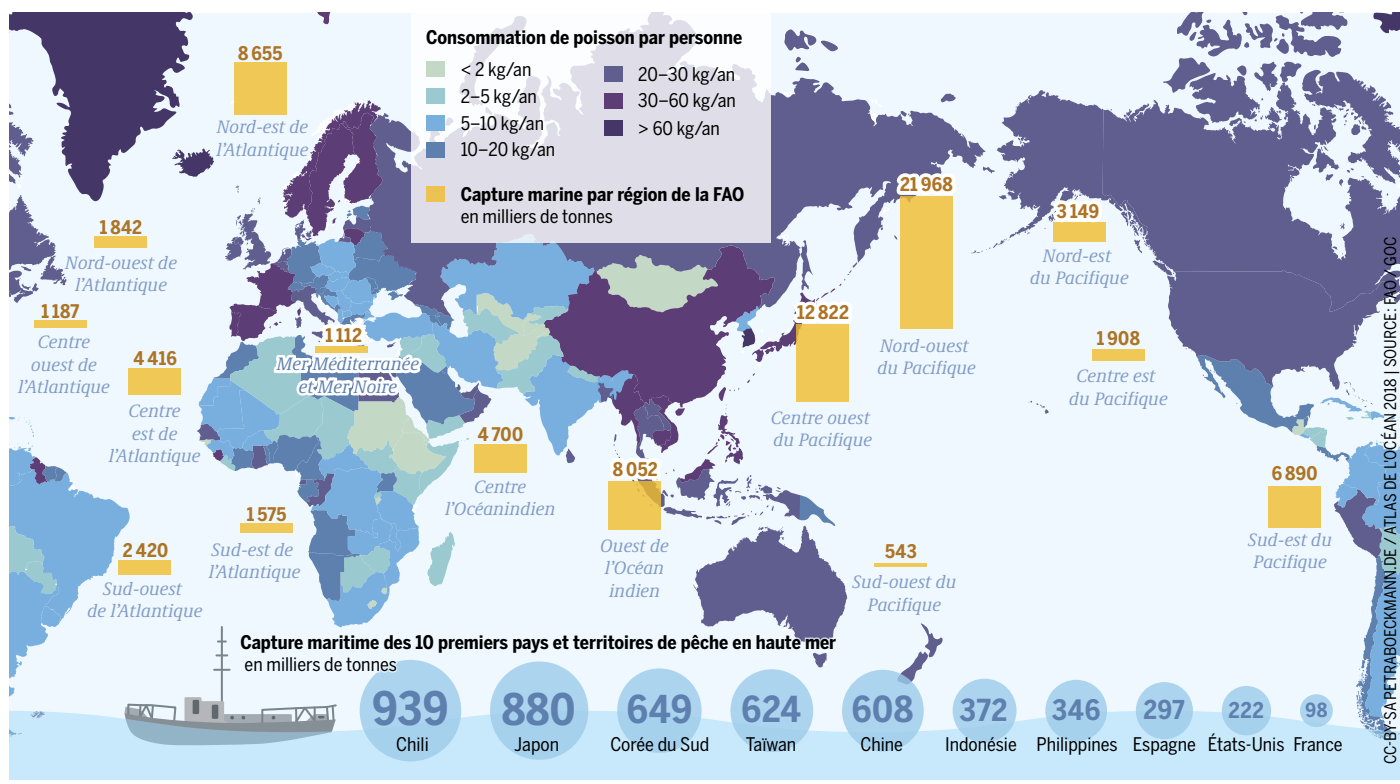 Consommation de poisson par personne
< 2 kg/an
2–5 kg/an
5–10 kg/an
10–20 kg/an
20–30 kg/an
30–60 kg/an
> 60 kg/an
Capture marine par région de la FAO
en milliers de tonnes
8 655
Nord-est de
l’Atlantique
1 842
Nord-ouest de
l’Atlantique
1 187
Centre
ouest de
l’Atlantique
4 416
Centre
est de
l’Atlantique
1 112
Mer Méditerranée
et Mer Noire
21 968
Nord-ouest
du Pacifique
3 149
Nord-est
du Pacifique
12 822
Centre ouest
du Pacifique
1 908
Centre est
du Pacifique
4 700
Centre
l’Océanindien
8 052
Ouest de
l’Océan
indien
6 890
Sud-est du
Pacifique
1 575
Sud-est de
l’Atlantique
2 420
Sud-ouest
de l’Atlantique
543
Sud-ouest du
Pacifique
Capture maritime des 10 premiers pays et territoires de pêche en haute mer
en milliers de tonnes
939
Chili
880
Japon
649
Corée du Sud
624
Taïwan
608
Chine
372
Indonésie
346
Philippines
297
Espagne
222
États-Unis
98
France
CC-BY-SAPETRABOECKMANN.DE / ATLAS DE L’OCÉAN 2018 | SOURCE: FAO / GOC